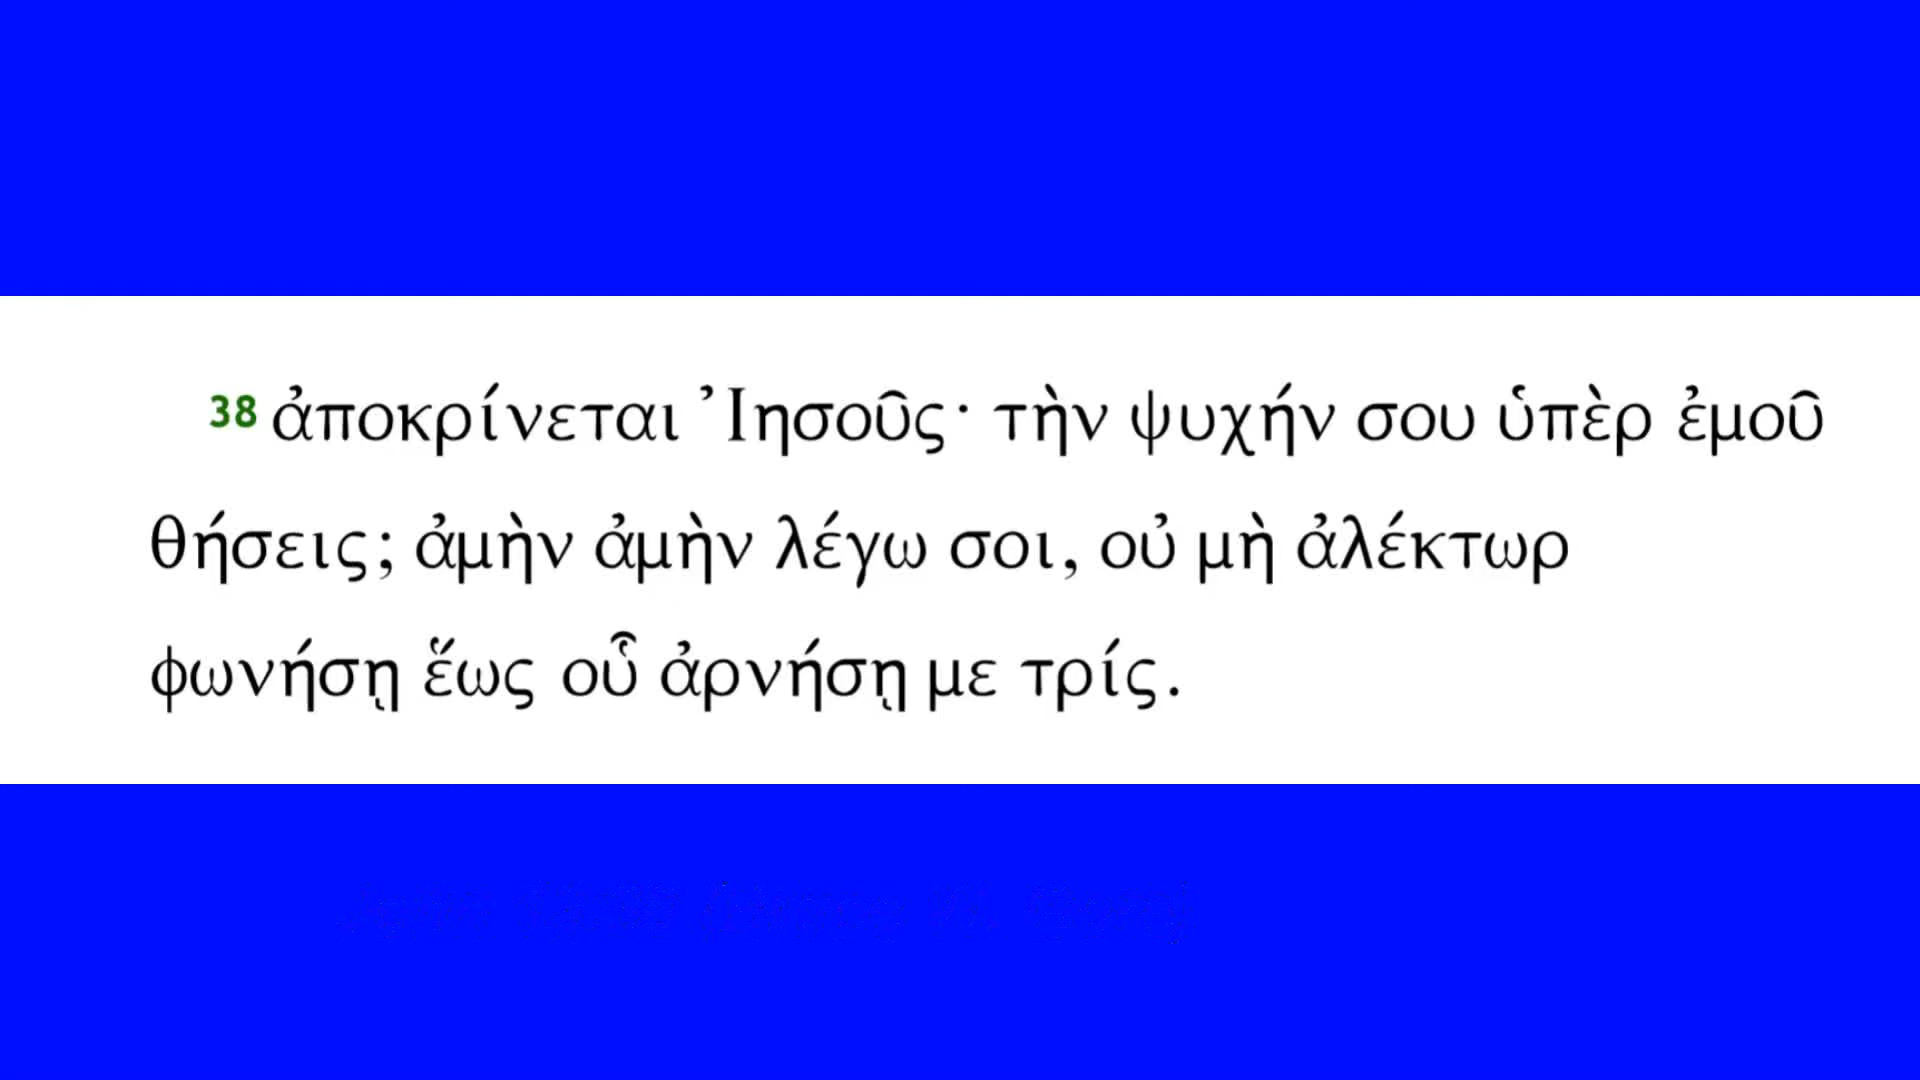 38 ἀποκρίνεται Ἰησοῦς· τὴν ψυχήν σου ὑπὲρ ἐμοῦ
θήσεις; ἀμὴν ἀμὴν λέγω σοι, οὐ μὴ ἀλέκτωρ
φωνήσῃ ἕως οὗ ἀρνήσῃ με τρίς.